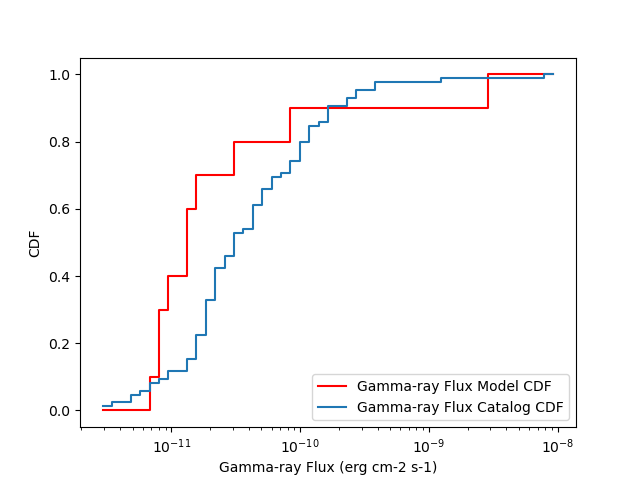 1.0
0.8
0.6
0.4
0.2
0.0
CDF
10⁻¹¹
10⁻¹⁰
10⁻⁹
10⁻⁸
Gamma-ray Flux (erg cm-2 s-1)
Gamma-ray Flux Model CDF
Gamma-ray Flux Catalog CDF